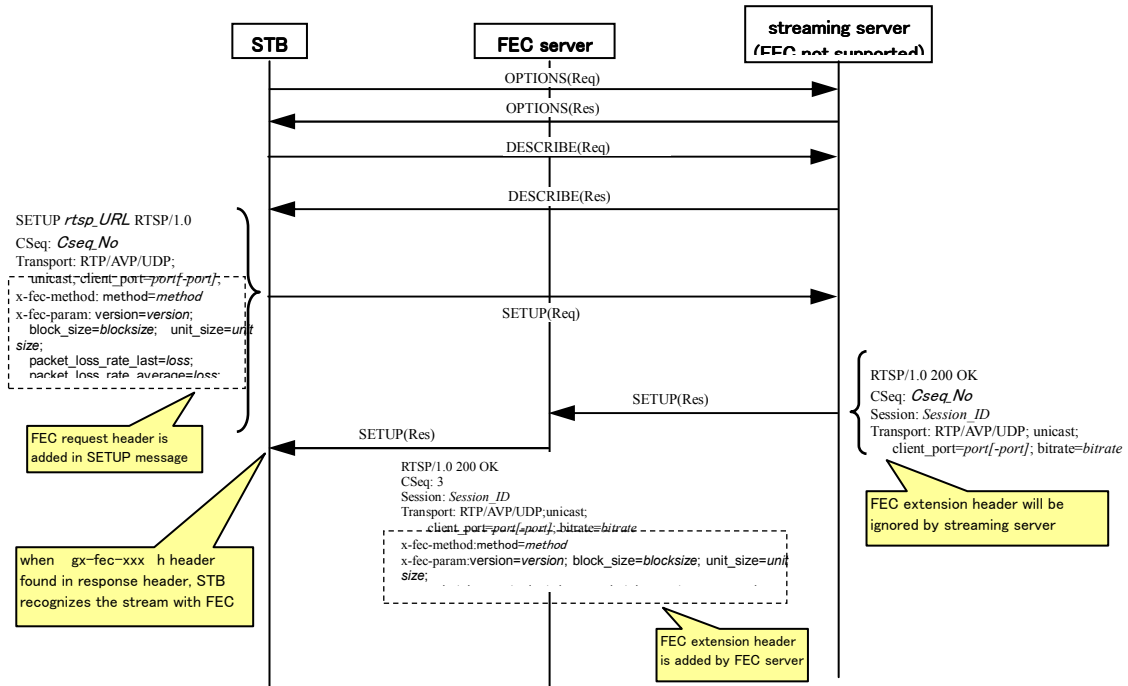 STB
FEC server
streaming server
(FEC not supported)
OPTIONS(Req)
OPTIONS(Res)
DESCRIBE(Req)
DESCRIBE(Res)
SETUP rtsp_URL RTSP/1.0
CSeq: Cseq_No
Transport: RTP/AVP/UDP;
unicast; client_port=port[-port];
x-fec-method: method=method
x-fec-param: version=version;
block_size=blocksize; unit_size=unit
size;
packet_loss_rate_last=loss;
packet_loss_rate_average=loss;
FEC request header is
added in SETUP message
SETUP(Req)
SETUP(Res)
RTSP/1.0 200 OK
CSeq: Cseq_No
Session: Session_ID
Transport: RTP/AVP/UDP; unicast;
client_port=port[-port]; bitrate=bitrate
FEC extension header will be
ignored by streaming server
SETUP(Res)
RTSP/1.0 200 OK
CSeq: 3
Session: Session_ID
Transport: RTP/AVP/UDP;unicast;
client_port=port[-port]; bitrate=bitrate
x-fec-method:method=method
x-fec-param:version=version; block_size=blocksize; unit_size=unit
size;
FEC extension header
is added by FEC server
when gx-fec-xxx h header
found in response header, STB
recognizes the stream with FEC